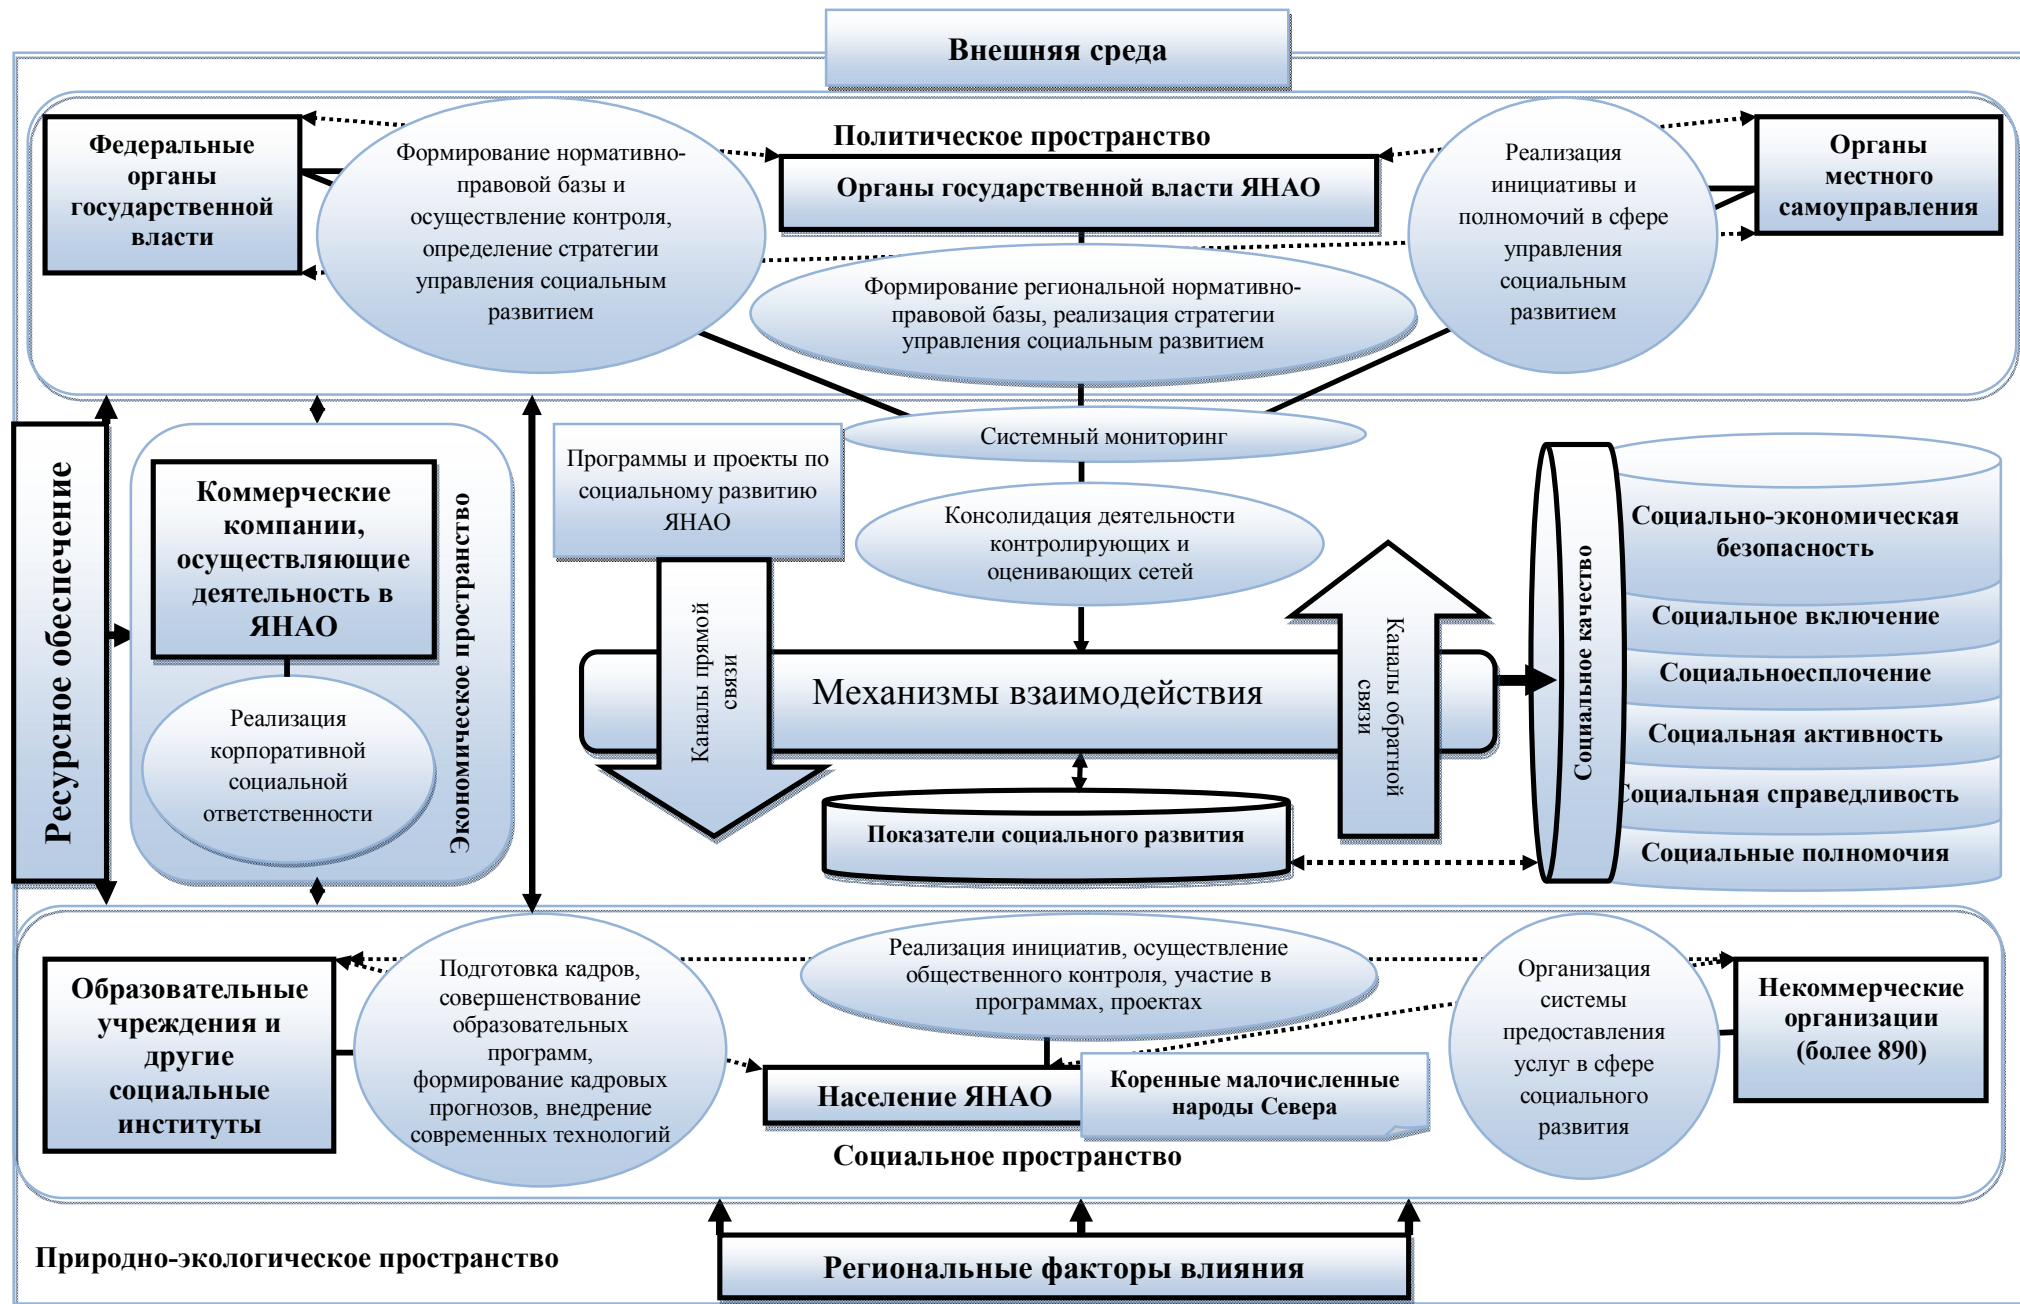 Внешняя среда
Политическое пространство
Федеральные
органы
государственной
власти
Формирование нормативно-
правовой базы и
осуществление контроля,
определение стратегии
управления социальным
развитием
Органы государственной власти ЯНАО
Формирование региональной нормативно-
правовой базы, реализация стратегии
управления социальным развитием
Реализация
инициативы и
полномочий в сфере
управления
социальным
развитием
Органы
местного
самоуправления
Ресурсное обеспечение
Коммерческие
компании,
осуществляющие
деятельность в
ЯНАО
Реализация
корпоративной
социальной
ответственности
Экономическое пространство
Программы и проекты по
социальному развитию
ЯНАО
Системный мониторинг
Консолидация деятельности
контролирующих и
оценивающих сетей
Каналы прямой
связи
Механизмы взаимодействия
Каналы обратной
связи
Показатели социального развития
Социальное качество
Социально-экономическая
безопасность
Социальное включение
Социальноесплочение
Социальная активность
Социальная справедливость
Социальные полномочия
Образовательные
учреждения и
другие
социальные
институты
Подготовка кадров,
совершенствование
образовательных
программ,
формирование кадровых
прогнозов, внедрение
современных технологий
Реализация инициатив, осуществление
общественного контроля, участие в
программах, проектах
Население ЯНАО
Коренные малочисленные
народы Севера
Социальное пространство
Организация
системы
предоставления
услуг в сфере
социального
развития
Некоммерческие
организации
(более 890)
Природно-экологическое пространство
Региональные факторы влияния